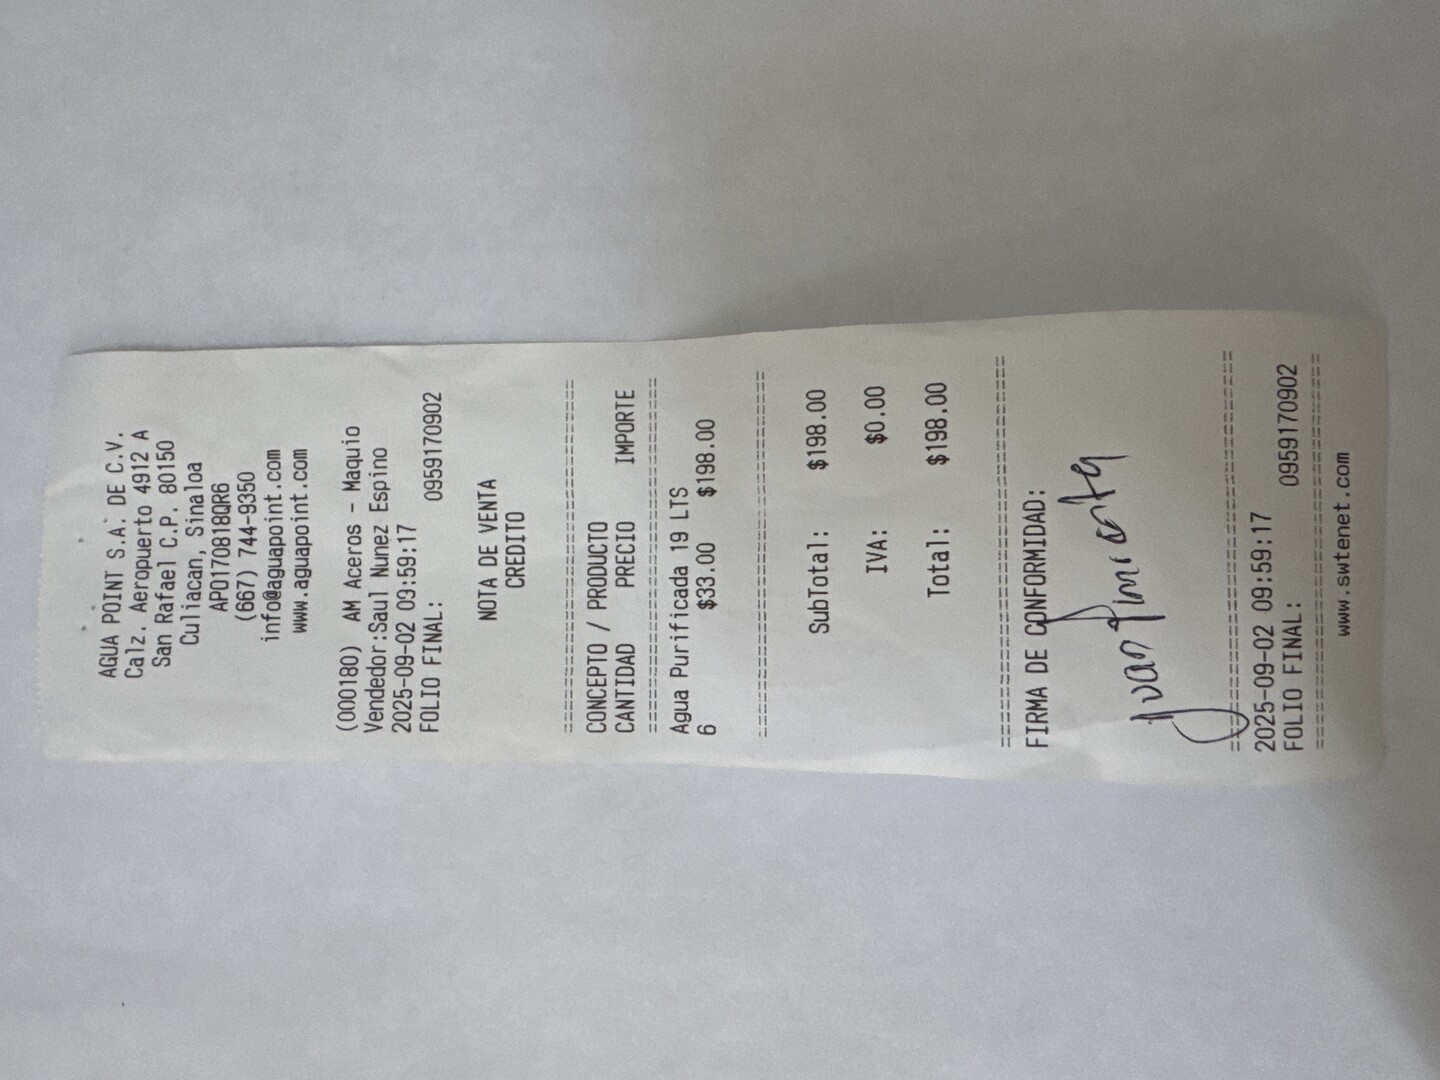 AGUA POINT S.A. DE C.V.
Calz. Aeropuerto 4912 A
San Rafael C.P. 80150
Culiacan, Sinaloa
APO170818QR6
(667) 744-9350
info@aguapoint.com
www.aguapoint.com
(000180) AM Aceros - Maquio
Vendedor:Saul Nunez Espino
2025-09-02 09:59:17
FOLIO FINAL: 0959170902
NOTA DE VENTA
CREDITO
================================
CONCEPTO / PRODUCTO
CANTIDAD PRECIO IMPORTE
================================
Agua Purificada 19 LTS
6 $33.00 $198.00
================================
SubTotal: $198.00
IVA: $0.00
Total: $198.00
================================
FIRMA DE CONFORMIDAD:
Juan Pimienta
================================
2025-09-02 09:59:17
FOLIO FINAL: 0959170902
================================
www.swtenet.com